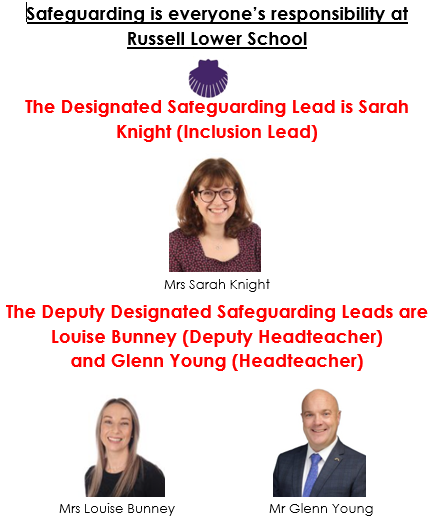 Safeguarding is everyone’s responsibility at
Russell Lower School
The Designated Safeguarding Lead is Sarah
Knight (Inclusion Lead)
Mrs Sarah Knight
The Deputy Designated Safeguarding Leads are
Louise Bunney (Deputy Headteacher)
and Glenn Young (Headteacher)
Mrs Louise Bunney
Mr Glenn Young